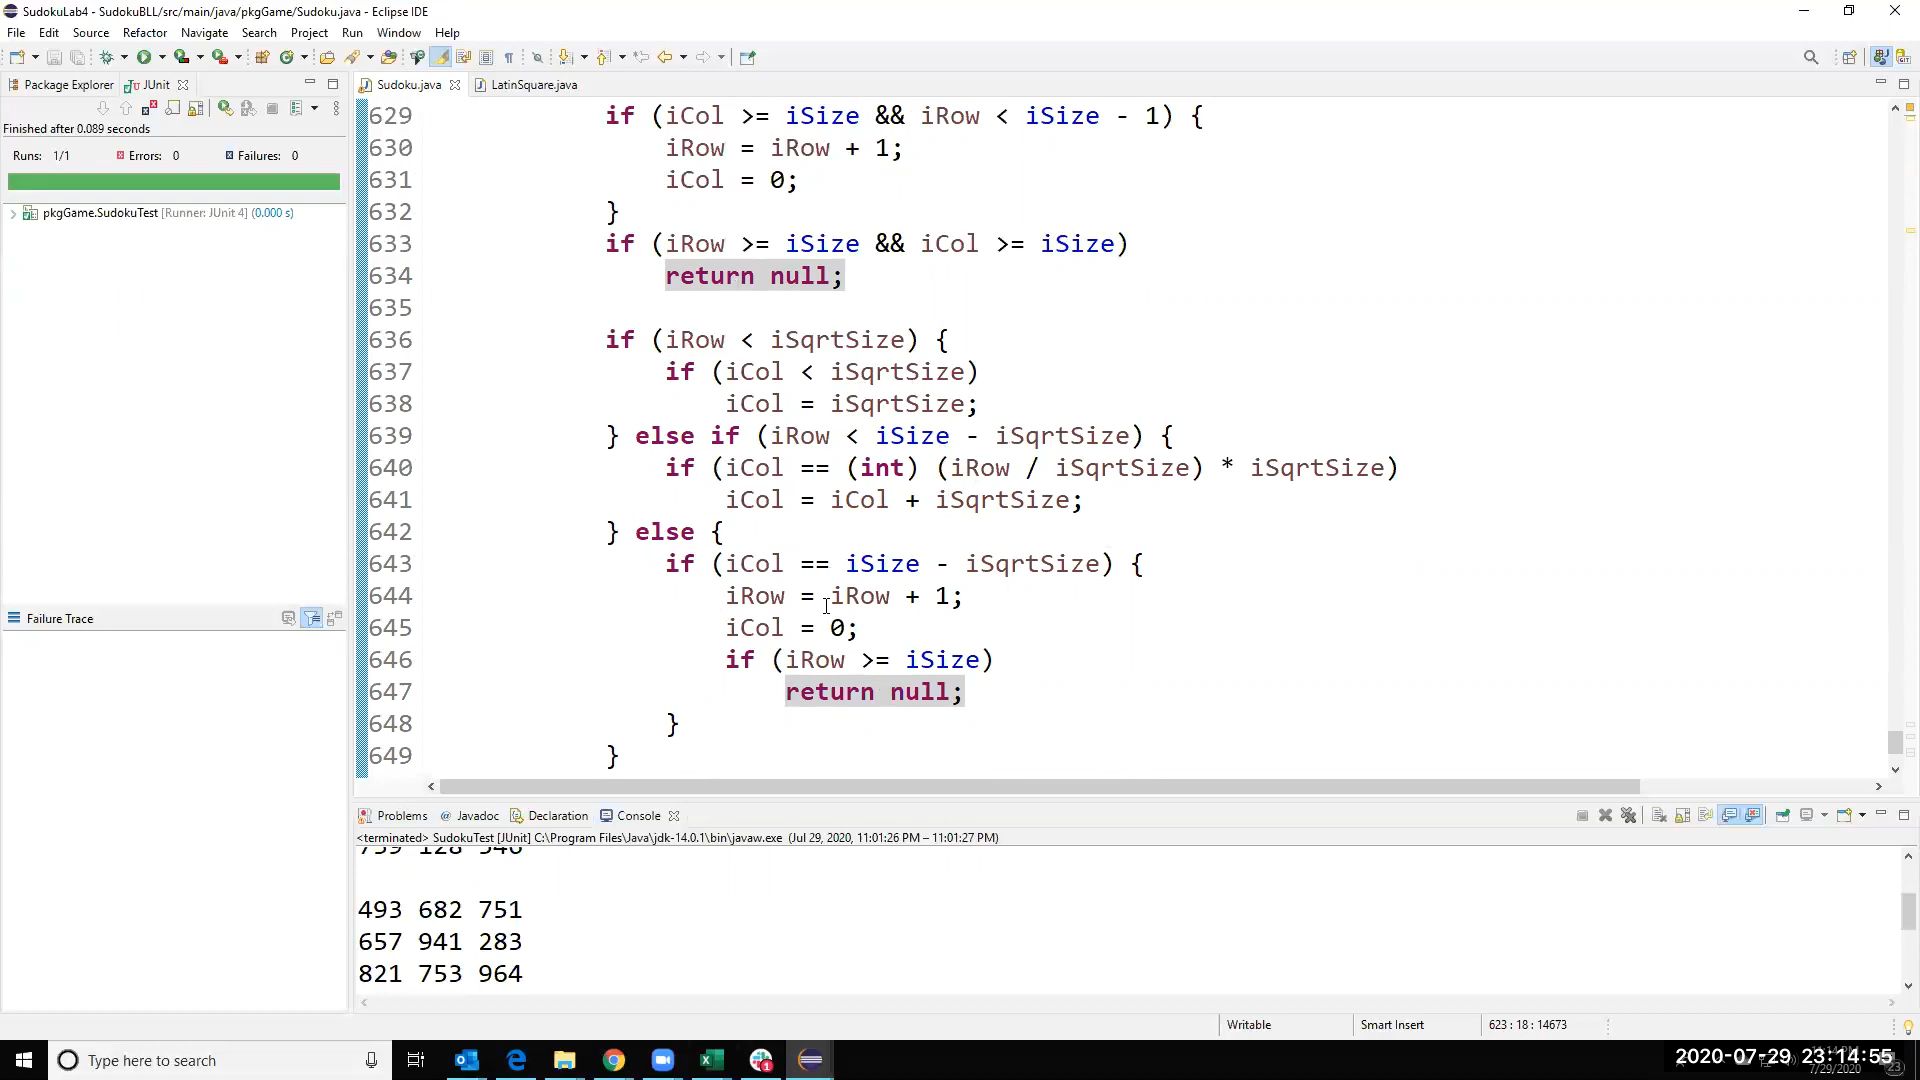 SudokuLab4 - SudokuBLL/src/main/java/pkgGame/Sudoku.java - Eclipse IDE
File Edit Source Refactor Navigate Search Project Run Window Help
Package Explorer JUnit
Sudoku.java LatinSquare.java
Finished after 0.089 seconds
Runs: 1/1 Errors: 0 Failures: 0
pkgGame.SudokuTest [Runner: JUnit 4] (0.000 s)
Failure Trace
629 if (iCol >= iSize && iRow < iSize - 1) {
630 iRow = iRow + 1;
631 iCol = 0;
632 }
633 if (iRow >= iSize && iCol >= iSize)
634 return null;
635
636 if (iRow < iSqrtSize) {
637 if (iCol < iSqrtSize)
638 iCol = iSqrtSize;
639 } else if (iRow < iSize - iSqrtSize) {
640 if (iCol == (int) (iRow / iSqrtSize) * iSqrtSize)
641 iCol = iCol + iSqrtSize;
642 } else {
643 if (iCol == iSize - iSqrtSize) {
644 iRow = iRow + 1;
645 iCol = 0;
646 if (iRow >= iSize)
647 return null;
648 }
649 }
Problems Javadoc Declaration Console
<terminated> SudokuTest [JUnit] C:\Program Files\Java\jdk-14.0.1\bin\javaw.exe (Jul 29, 2020, 11:01:26 PM – 11:01:27 PM)
759 128 346
493 682 751
657 941 283
821 753 964
Writable Smart Insert 623 : 18 : 14673
Type here to search
2020-07-29 23:14:55
7/29/2020